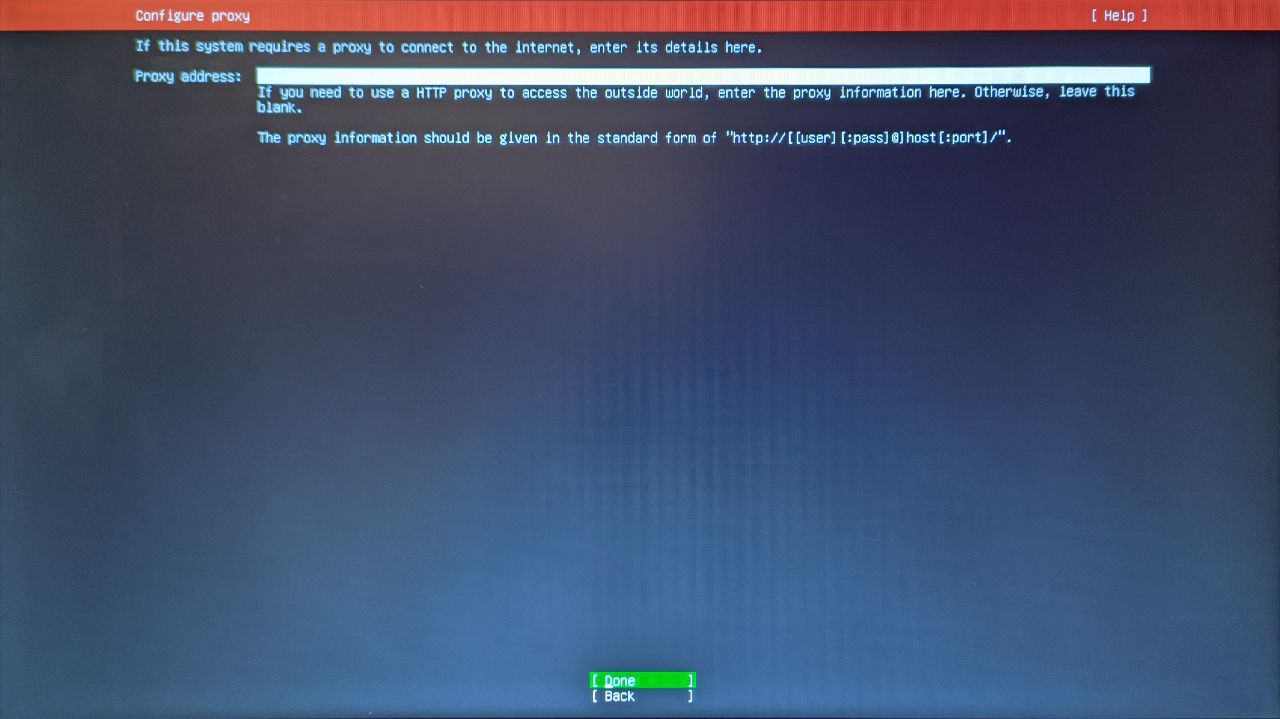 Configure proxy [ Help ]
If this system requires a proxy to connect to the internet, enter its details here.
Proxy address:
If you need to use a HTTP proxy to access the outside world, enter the proxy information here. Otherwise, leave this
blank.
The proxy information should be given in the standard form of "http://[[user][:pass]@]host[:port]/".
[ Done ]
[ Back ]